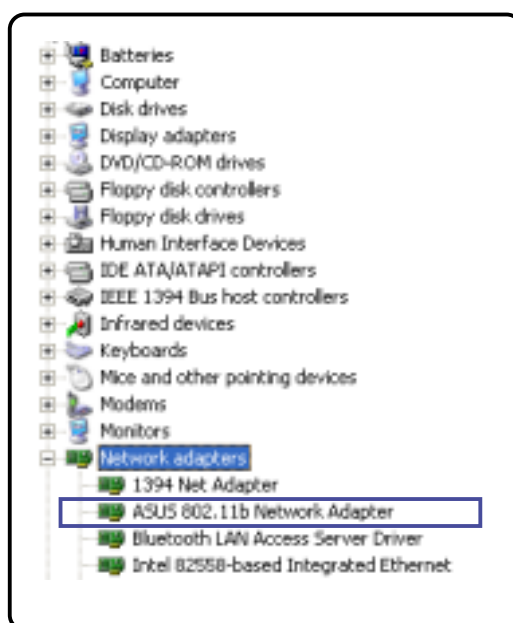 Batteries
Computer
Disk drives
Display adapters
DVD/CD-ROM drives
Floppy disk controllers
Floppy disk drives
Human Interface Devices
IDE ATA/ATAPI controllers
IEEE 1394 Bus host controllers
Infrared devices
Keyboards
Mice and other pointing devices
Modems
Monitors
Network adapters
1394 Net Adapter
ASUS 802.11b Network Adapter
Bluetooth LAN Access Server Driver
Intel 82558-based Integrated Ethernet